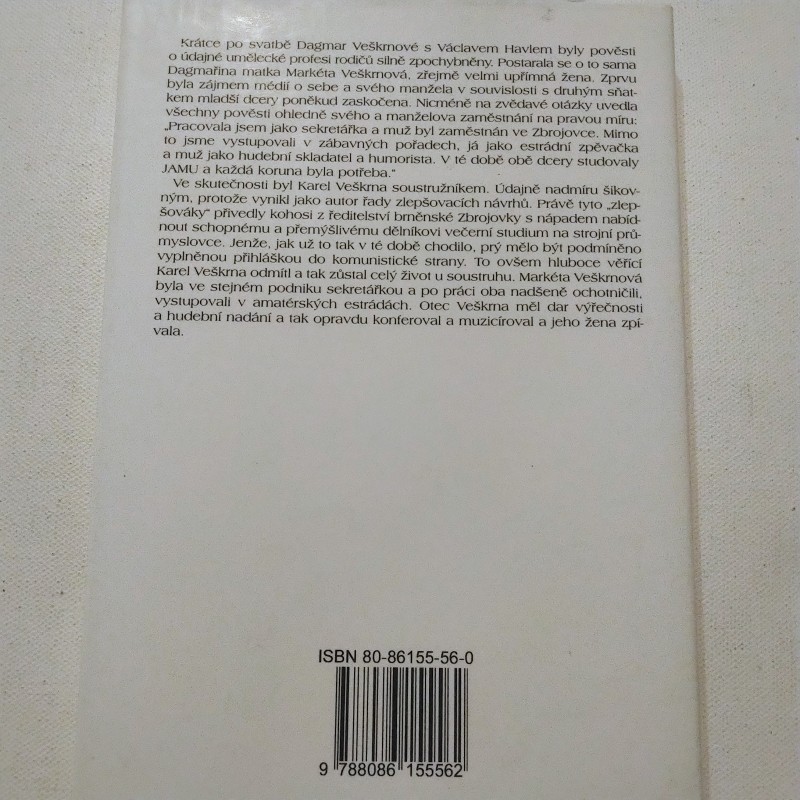 Krátce po svatbě Dagmar Veškrnové s Václavem Havlem byly pověsti
o údajné umělecké profesi rodičů silně zpochybněny. Postarala se o to sama
Dagmařina matka Markéta Veškrnová, zřejmě velmi upřímná žena. Zprvu
byla zájmem médií o sebe a svého manžela v souvislosti s druhým sňat-
kem mladší dcery poněkud zaskočena. Nicméně na zvědavé otázky uvedla
všechny pověsti ohledně svého a manželova zaměstnání na pravou míru:
„Pracovala jsem jako sekretářka a muž byl zaměstnán ve Zbrojovce. Mimo
to jsme vystupovali v zábavných pořadech, já jako estrádní zpěvačka
a muž jako hudební skladatel a humorista. V té době obě dcery studovaly
JAMU a každá koruna byla potřeba.“
Ve skutečnosti byl Karel Veškrna soustružníkem. Údajně nadmíru šikov-
ným, protože vynikl jako autor řady zlepšovacích návrhů. Právě tyto „zlep-
šováky“ přivedly kohosi z ředitelství brněnské Zbrojovky s nápadem nabíd-
nout schopnému a přemýšlivému dělníkovi večerní studium na strojní prů-
myslovce. Jenže, jak už to tak v té době chodilo, prý mělo být podmíněno
vyplněnou přihláškou do komunistické strany. To ovšem hluboce věřící
Karel Veškrna odmítl a tak zůstal celý život u soustruhu. Markéta Veškrnová
byla ve stejném podniku sekretářkou a po práci oba nadšeně ochotničili,
vystupovali v amatérských estrádách. Otec Veškrna měl dar výřečnosti
a hudební nadání a tak opravdu konferoval a muzicíroval a jeho žena zpí-
vala.
ISBN 80-86155-56-0
9 788086 155562